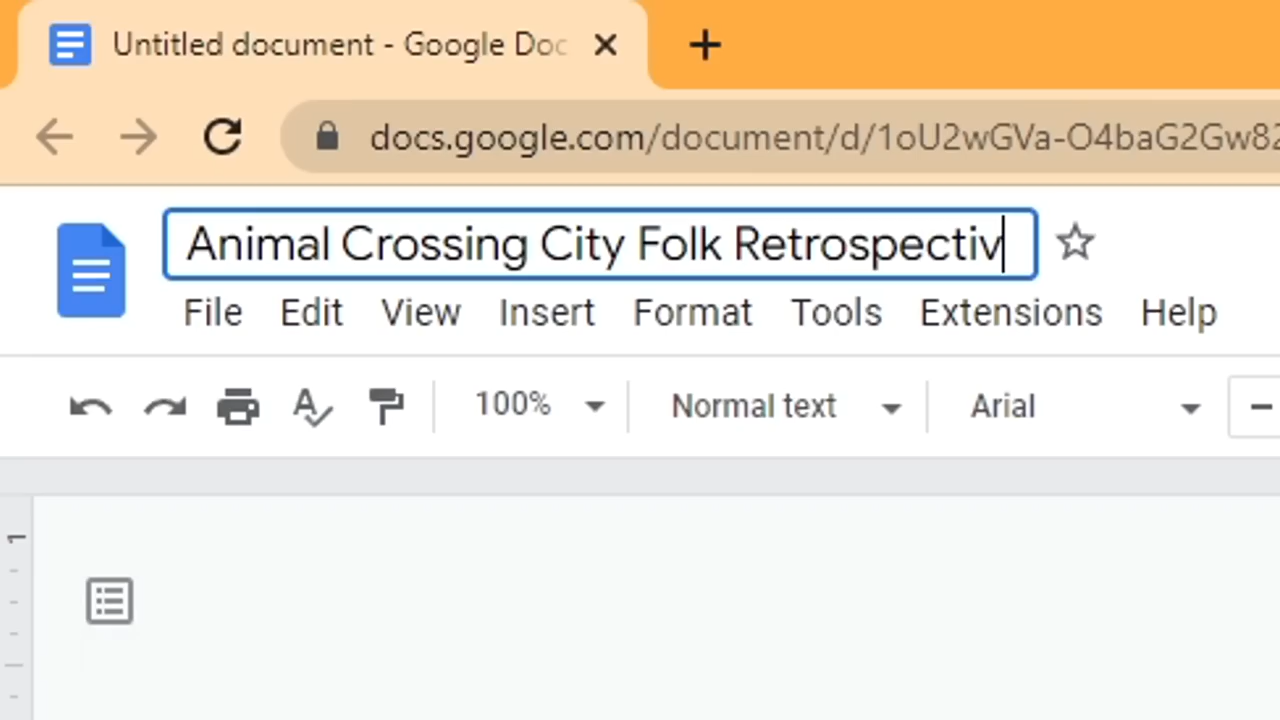 Untitled document - Google Doc
docs.google.com/document/d/1oU2wGVa-O4baG2Gw82
Animal Crossing City Folk Retrospectiv
File Edit View Insert Format Tools Extensions Help
100% Normal text Arial
1